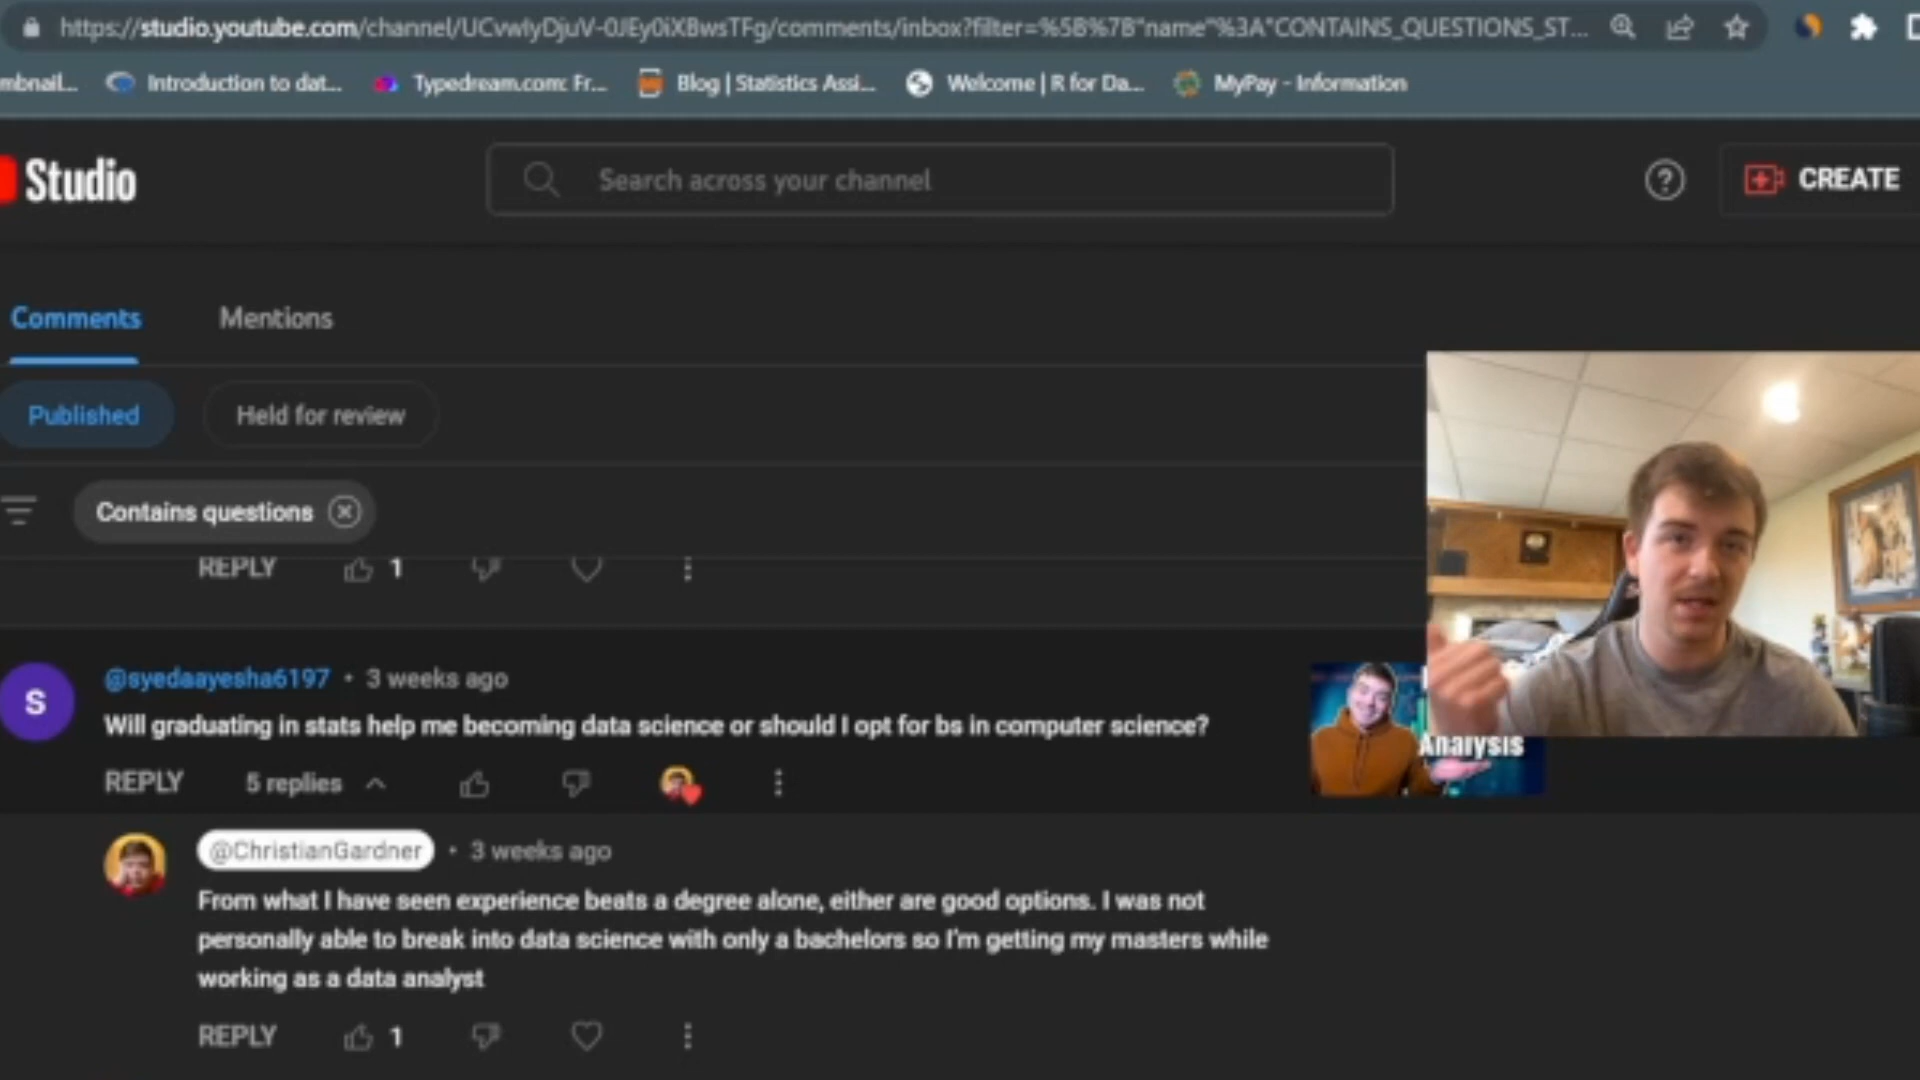 https://studio.youtube.com/channel/UCvwlyDjuV-0JEy0iXBwsTFg/comments/inbox?filter=%5B%7B"name"%3A"CONTAINS_QUESTIONS_ST...
mbnail... Introduction to dat... Typedream.com: Fr... Blog | Statistics Assi... Welcome | R for Da... MyPay - Information
Studio
Search across your channel
CREATE
Comments Mentions
Published Held for review
Contains questions
REPLY 1
@syedaayesha6197 • 3 weeks ago
S
Will graduating in stats help me becoming data science or should I opt for bs in computer science?
Analysis
REPLY 5 replies
@ChristianGardner • 3 weeks ago
From what I have seen experience beats a degree alone, either are good options. I was not
personally able to break into data science with only a bachelors so I'm getting my masters while
working as a data analyst
REPLY 1